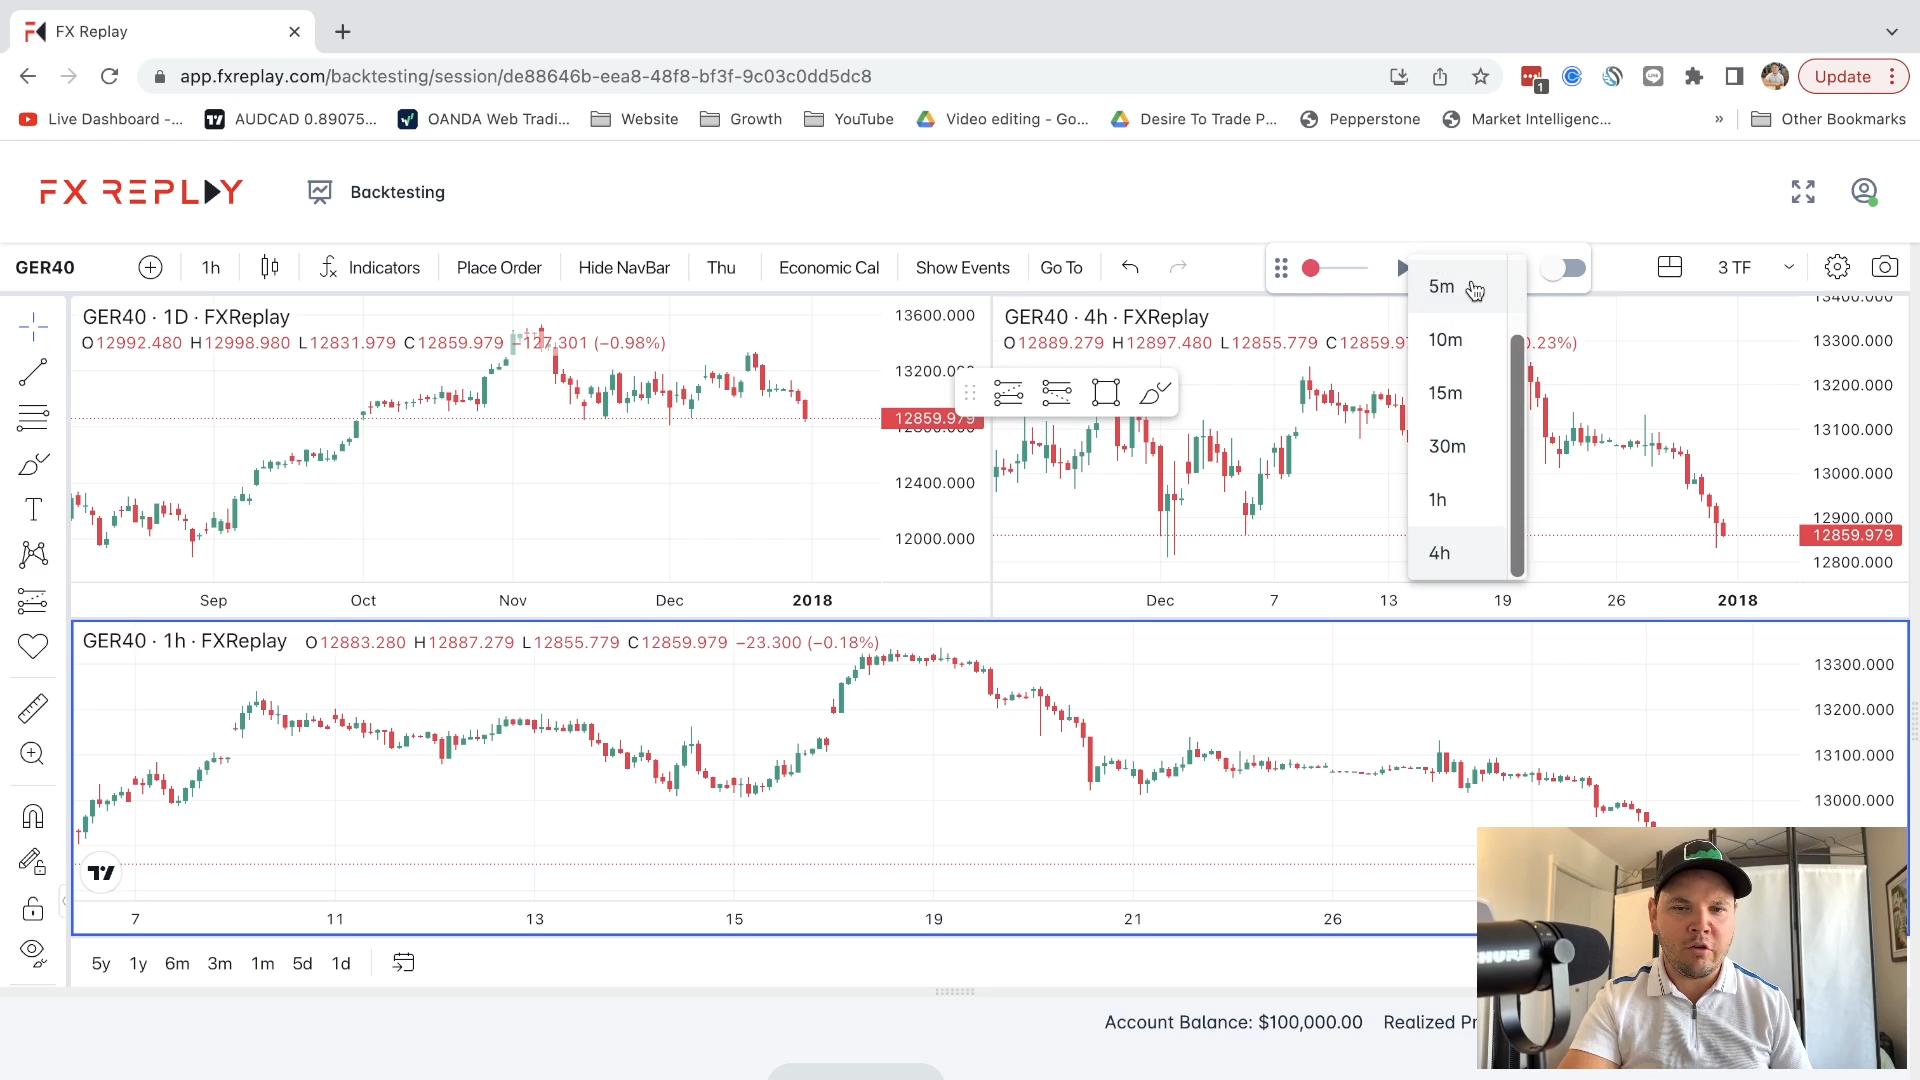 FX Replay
app.fxreplay.com/backtesting/session/de88646b-eea8-48f8-bf3f-9c03c0dd5dc8
1
Update
Live Dashboard -...
AUDCAD 0.89075...
OANDA Web Tradi...
Website
Growth
YouTube
Video editing - Go...
Desire To Trade P...
Pepperstone
Market Intelligenc...
»
Other Bookmarks
FX REPLAY
Backtesting
GER40
1h
Indicators
Place Order
Hide NavBar
Thu
Economic Cal
Show Events
Go To
3 TF
5m
10m
15m
30m
1h
4h
GER40 · 1D · FXReplay
O12992.480 H12998.980 L12831.979 C12859.979 −127.301 (−0.98%)
13600.000
12859.979
12400.000
12000.000
Sep
Oct
Nov
Dec
2018
GER40 · 4h · FXReplay
O12889.279 H12897.480 L12855.779
13300.000
13200.000
13100.000
13000.000
12900.000
12859.979
12800.000
Dec
7
13
19
26
2018
GER40 · 1h · FXReplay
O12883.280 H12887.279 L12855.779 C12859.979 −23.300 (−0.18%)
13300.000
13200.000
13100.000
13000.000
7
11
13
15
19
21
26
5y
1y
6m
3m
1m
5d
1d
Account Balance: $100,000.00
Realized